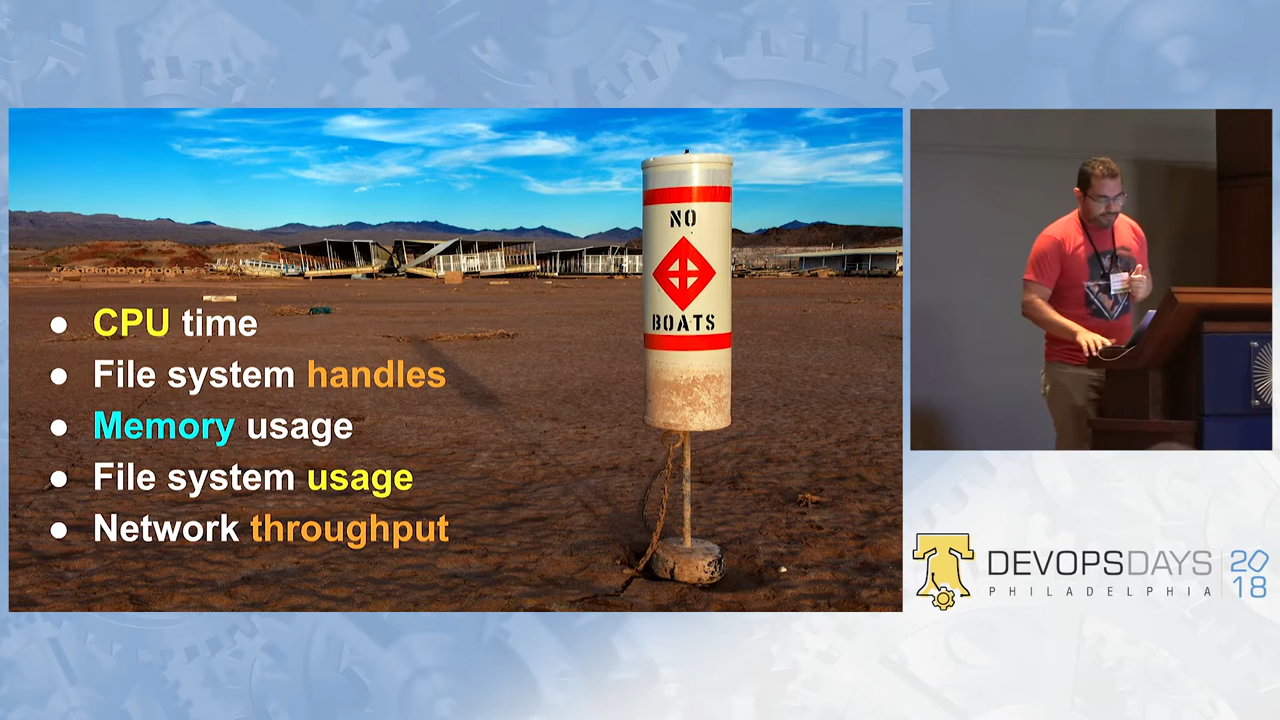 NO
BOATS
● CPU time
● File system handles
● Memory usage
● File system usage
● Network throughput
DEVOPSDAYS 2018
PHILADELPHIA